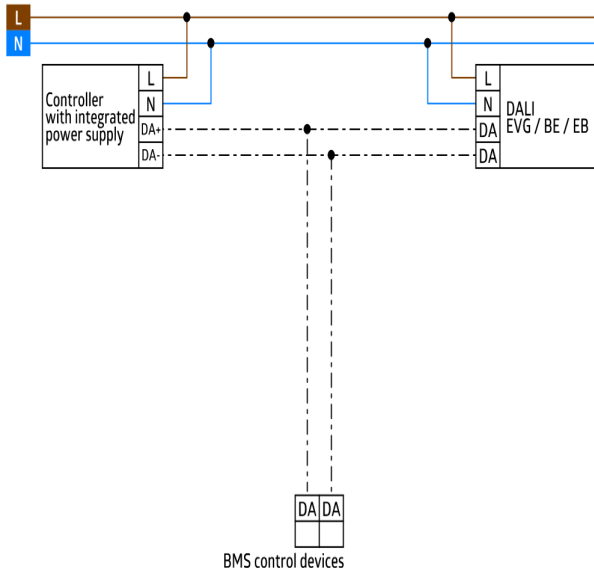 L
N
Controller
with integrated
power supply
L
N
DA+
DA-
L
N
DA
DA
DALI
EVG / BE / EB
DA DA
BMS control devices